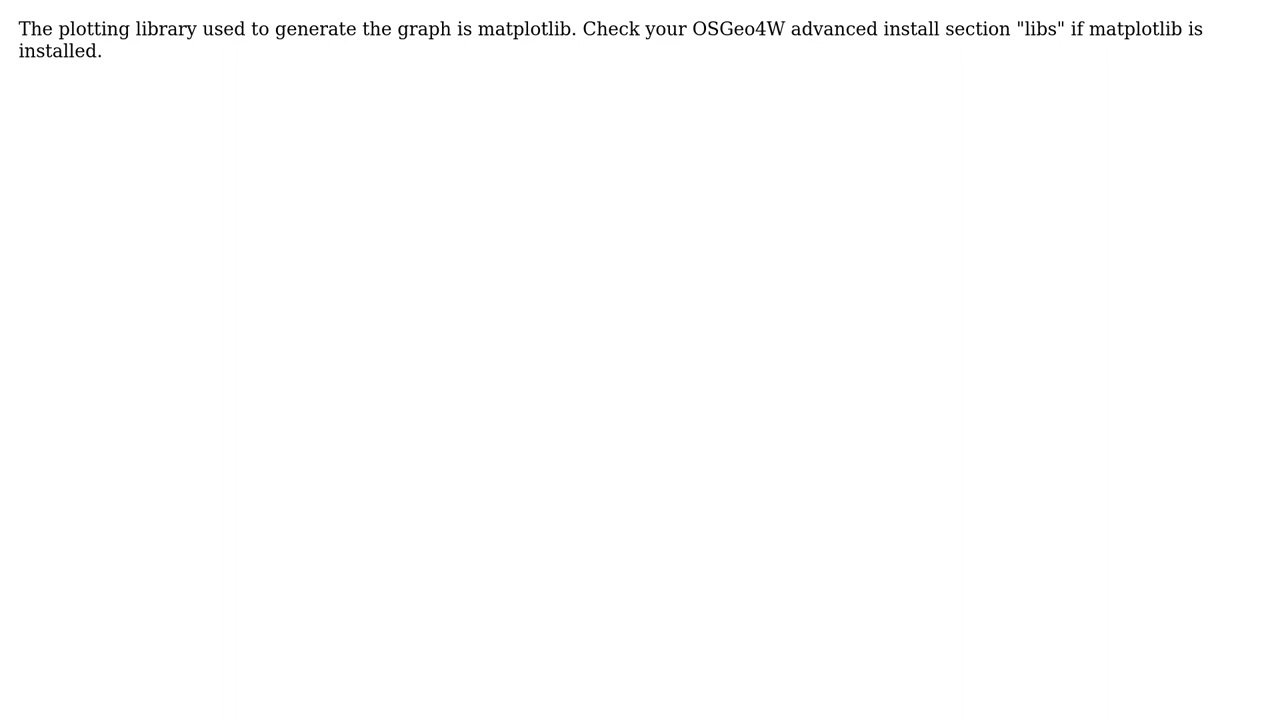 The plotting library used to generate the graph is matplotlib. Check your OSGeo4W advanced install section "libs" if matplotlib is
installed.